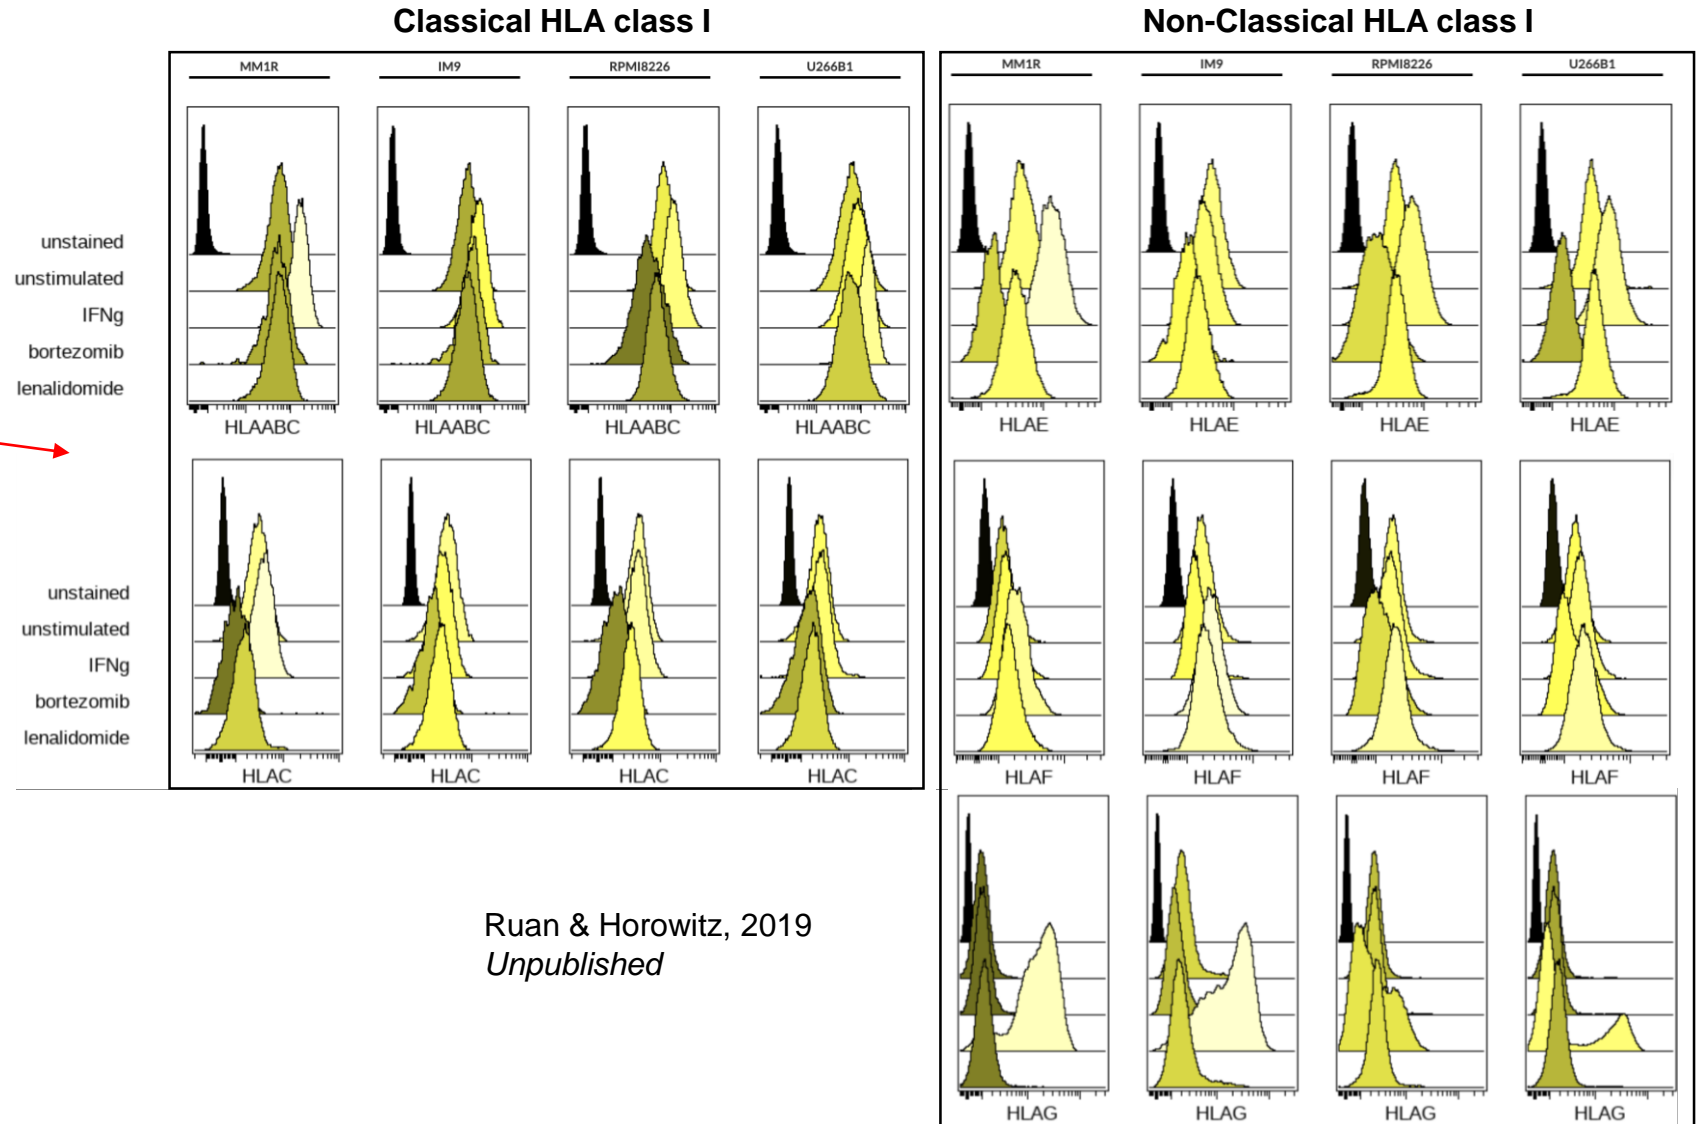 Classical HLA class I
Non-Classical HLA class I
MM1R
IM9
RPMI8226
U266B1
MM1R
IM9
RPMI8226
U266B1
unstained
unstimulated
IFNg
bortezomib
lenalidomide
HLAABC
HLAABC
HLAABC
HLAABC
HLAE
HLAE
HLAE
HLAE
unstained
unstimulated
IFNg
bortezomib
lenalidomide
HLAC
HLAC
HLAC
HLAC
HLAF
HLAF
HLAF
HLAF
Ruan & Horowitz, 2019
Unpublished
HLAG
HLAG
HLAG
HLAG